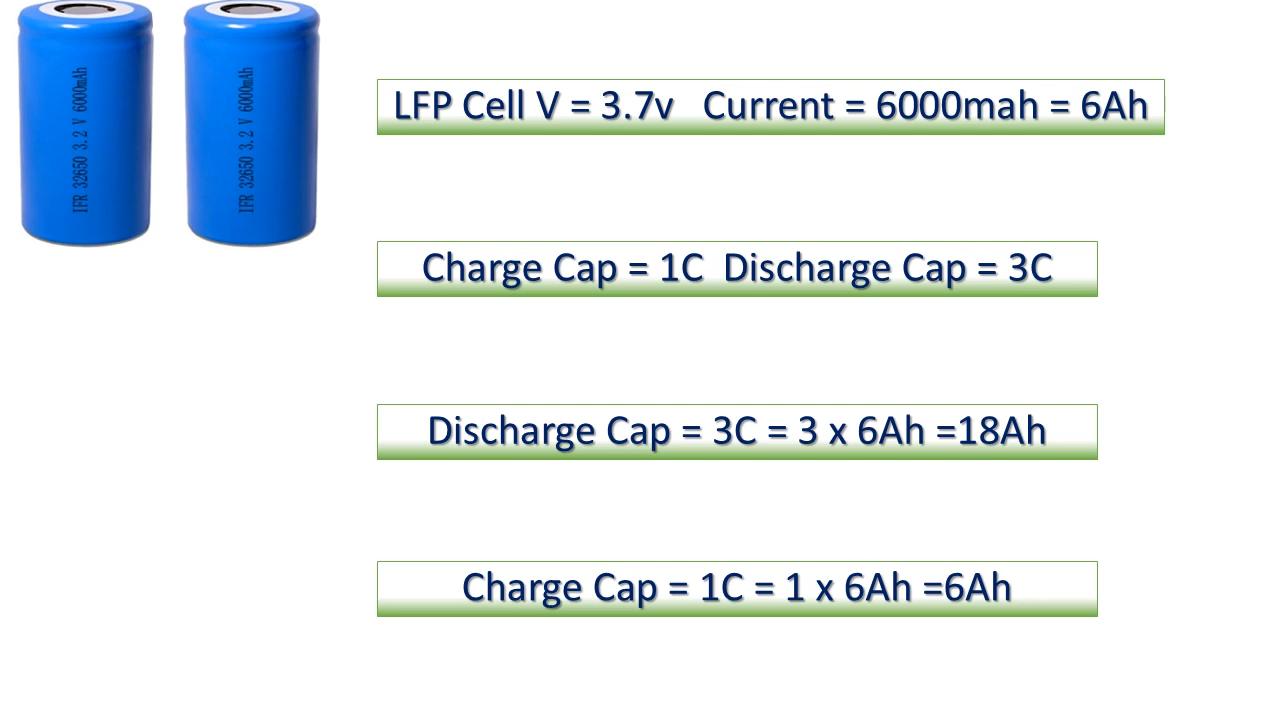 IFR 32650 3.2 V 6000mAh
IFR 32650 3.2 V 6000mAh
LFP Cell V = 3.7v   Current = 6000mah = 6Ah
Charge Cap = 1C  Discharge Cap = 3C
Discharge Cap = 3C = 3 x 6Ah =18Ah
Charge Cap = 1C = 1 x 6Ah =6Ah